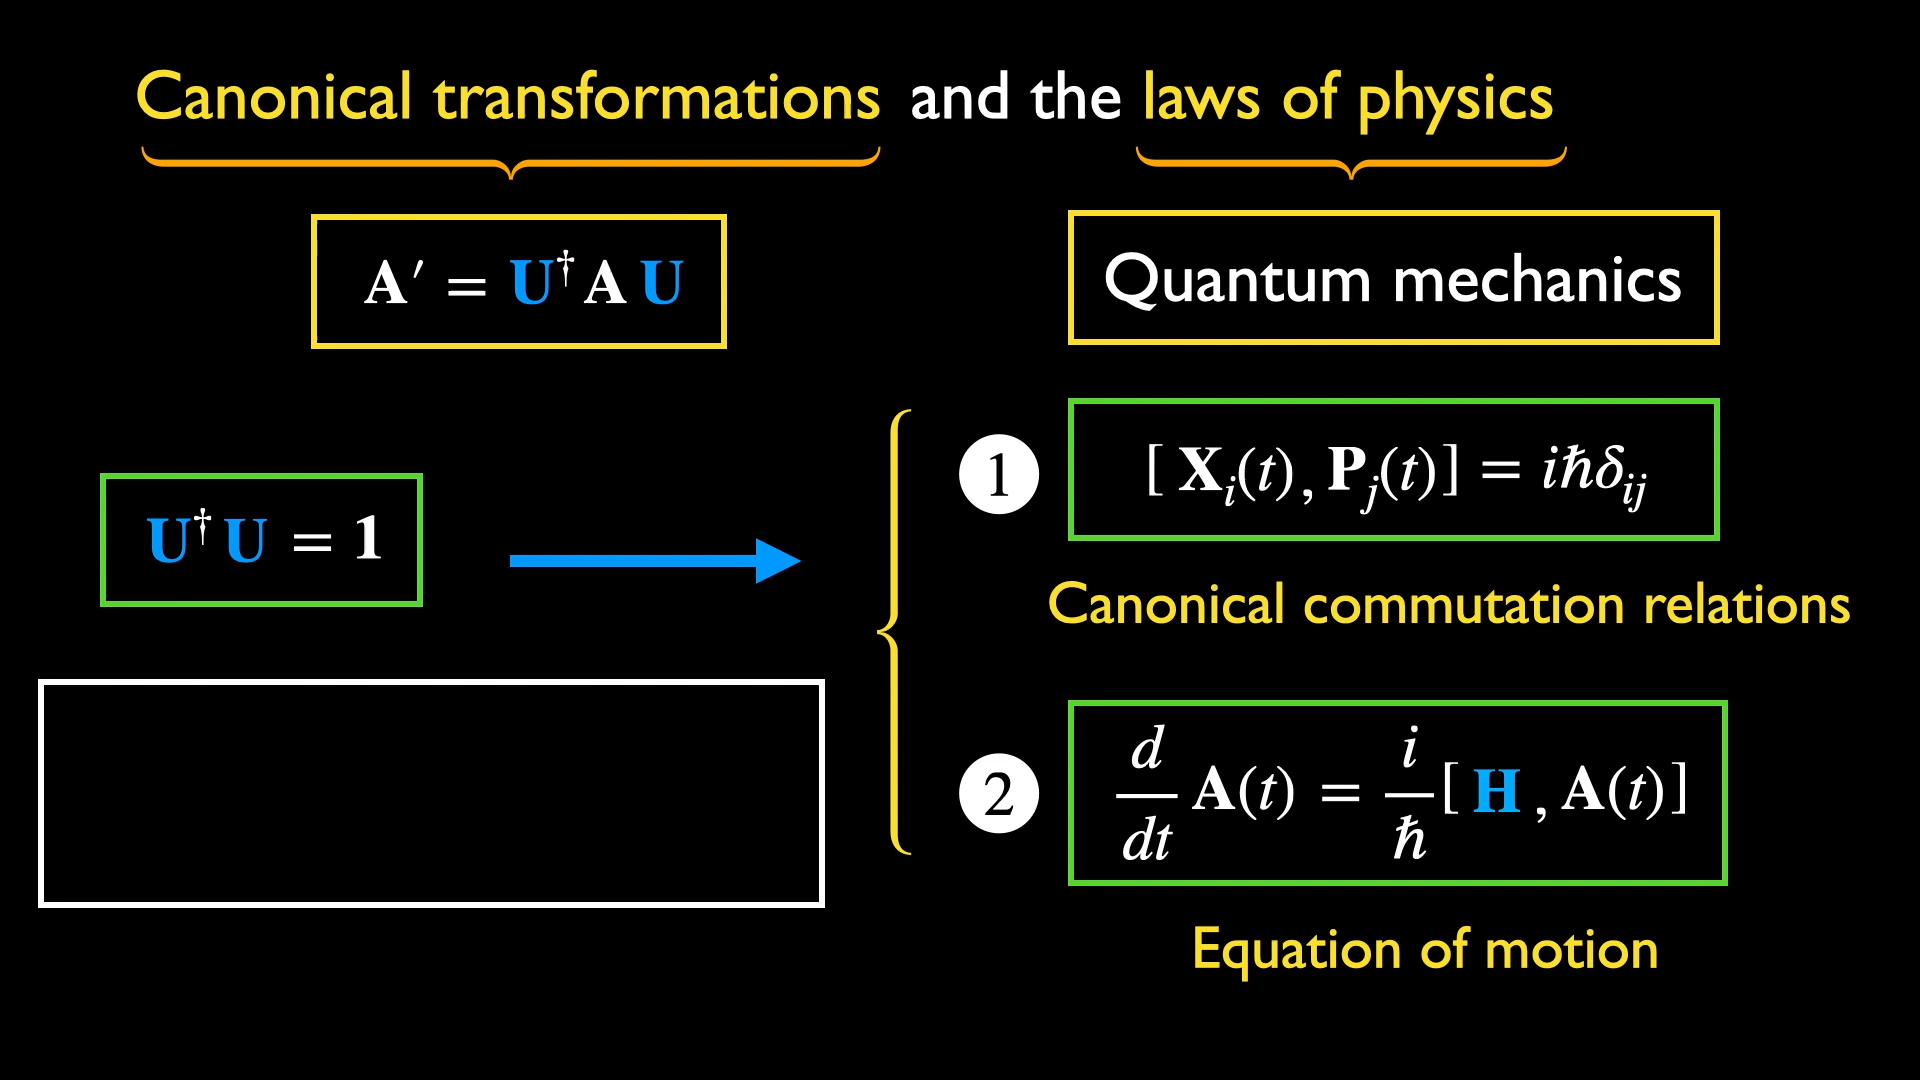 Canonical transformations and the laws of physics
A′ = U†A U
Quantum mechanics
U†U = 1
1
[ Xᵢ(t), Pⱼ(t)] = iħδᵢⱼ
Canonical commutation relations
2
d/dt A(t) = i/ħ [ H , A(t)]
Equation of motion